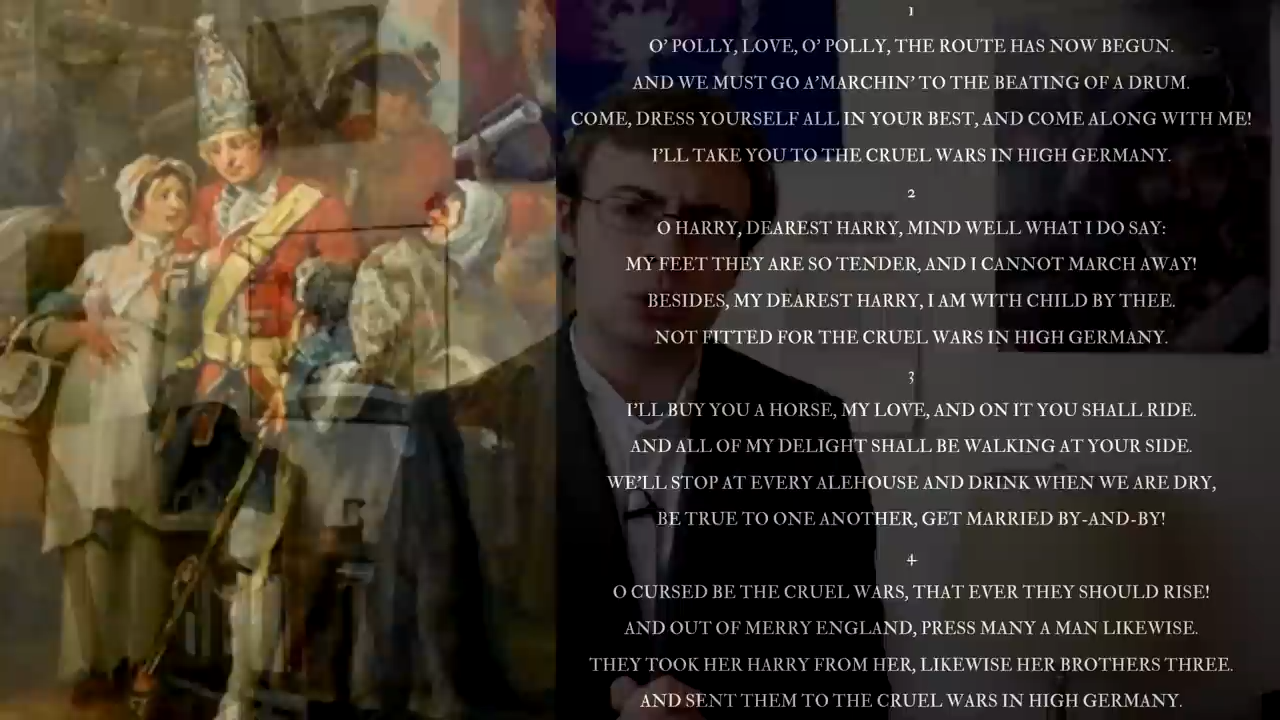 1
O' POLLY, LOVE, O' POLLY, THE ROUTE HAS NOW BEGUN.
AND WE MUST GO A'MARCHIN' TO THE BEATING OF A DRUM.
COME, DRESS YOURSELF ALL IN YOUR BEST, AND COME ALONG WITH ME!
I'LL TAKE YOU TO THE CRUEL WARS IN HIGH GERMANY.
2
O HARRY, DEAREST HARRY, MIND WELL WHAT I DO SAY:
MY FEET THEY ARE SO TENDER, AND I CANNOT MARCH AWAY!
BESIDES, MY DEAREST HARRY, I AM WITH CHILD BY THEE.
NOT FITTED FOR THE CRUEL WARS IN HIGH GERMANY.
3
I'LL BUY YOU A HORSE, MY LOVE, AND ON IT YOU SHALL RIDE.
AND ALL OF MY DELIGHT SHALL BE WALKING AT YOUR SIDE.
WE'LL STOP AT EVERY ALEHOUSE AND DRINK WHEN WE ARE DRY,
BE TRUE TO ONE ANOTHER, GET MARRIED BY-AND-BY!
4
O CURSED BE THE CRUEL WARS, THAT EVER THEY SHOULD RISE!
AND OUT OF MERRY ENGLAND, PRESS MANY A MAN LIKEWISE.
THEY TOOK HER HARRY FROM HER, LIKEWISE HER BROTHERS THREE.
AND SENT THEM TO THE CRUEL WARS IN HIGH GERMANY.